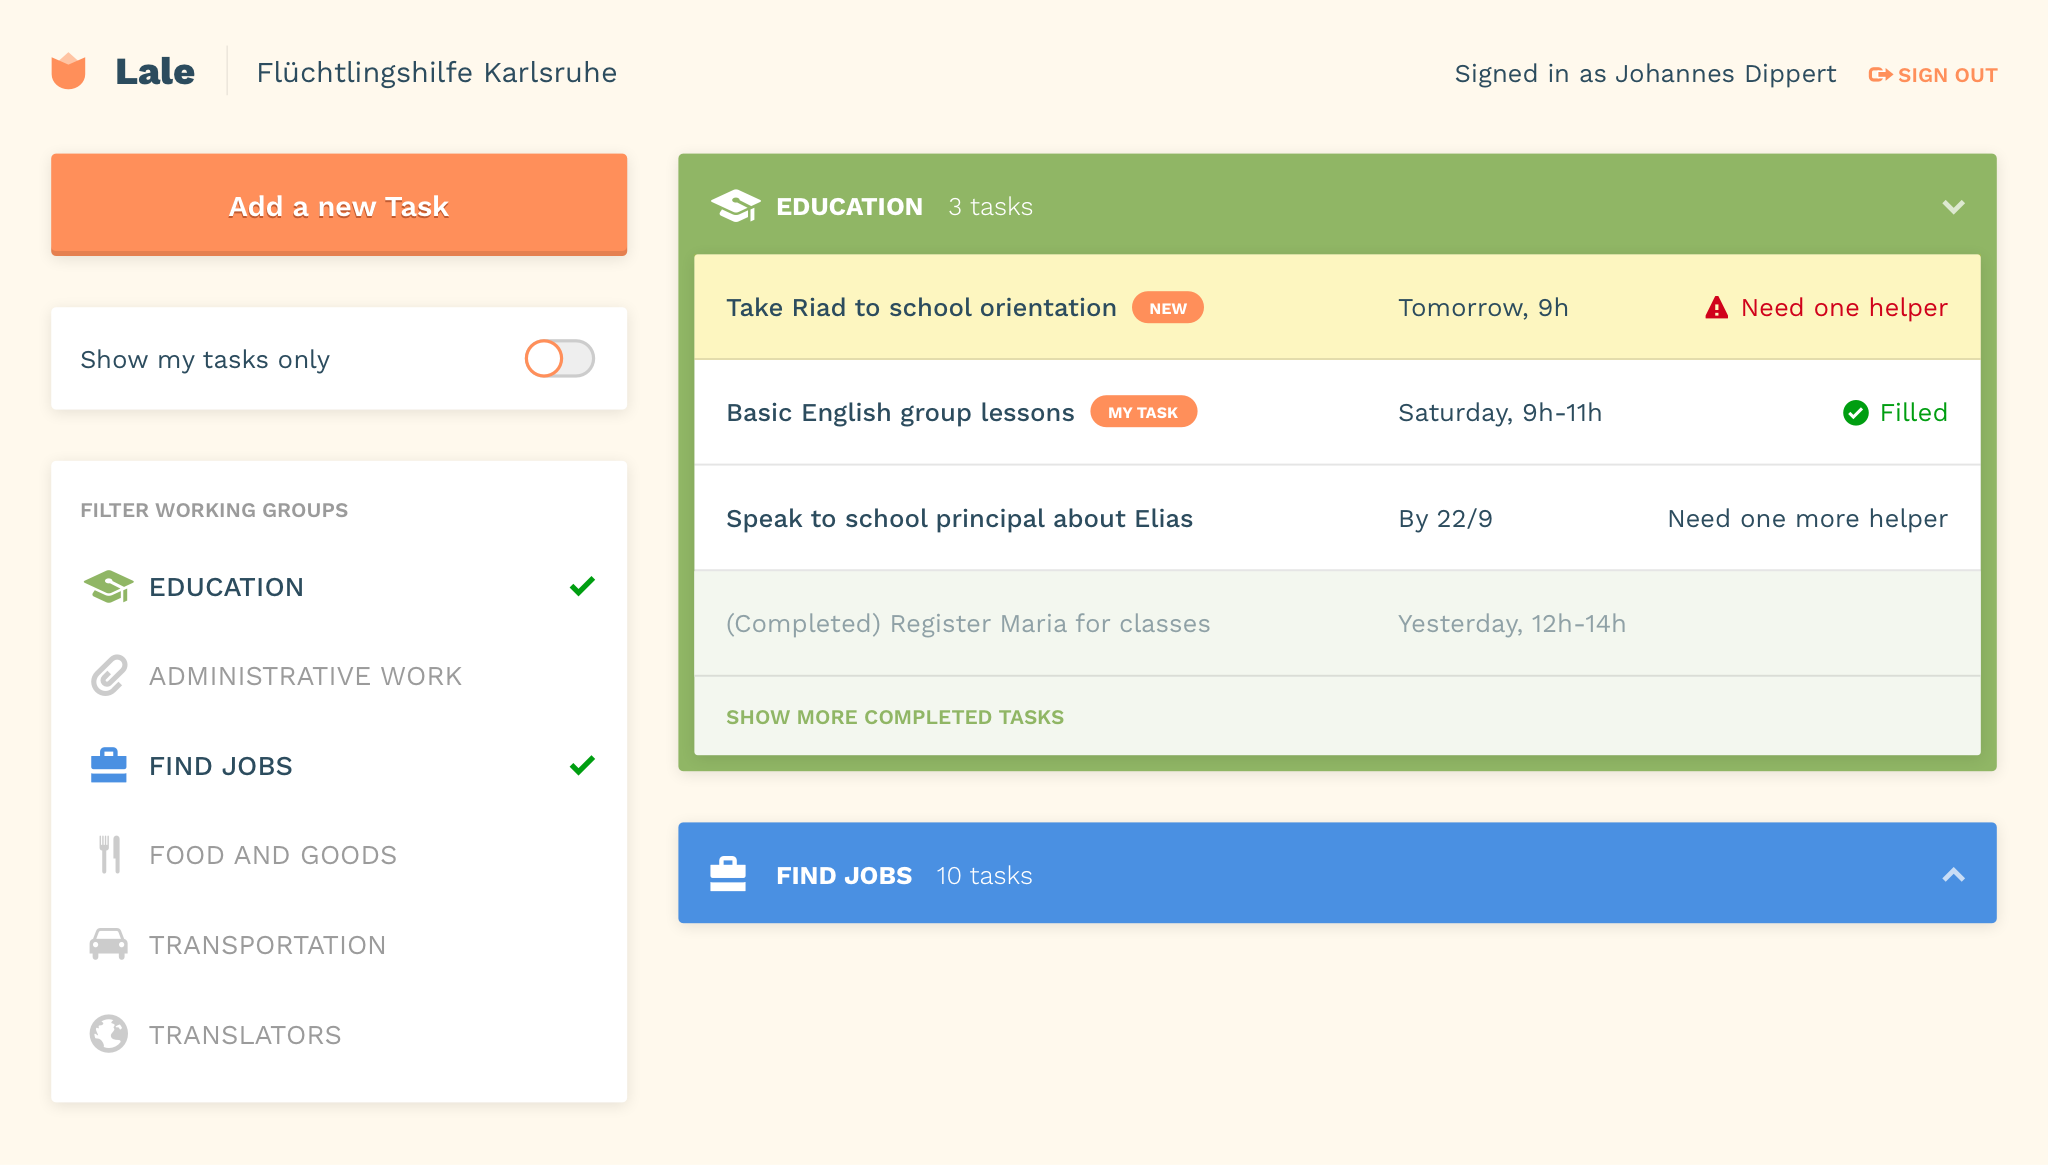 Lale
Flüchtlingshilfe Karlsruhe
Signed in as Johannes Dippert
SIGN OUT
Add a new Task
Show my tasks only
FILTER WORKING GROUPS
EDUCATION
ADMINISTRATIVE WORK
FIND JOBS
FOOD AND GOODS
TRANSPORTATION
TRANSLATORS
EDUCATION 3 tasks
Take Riad to school orientation NEW Tomorrow, 9h Need one helper
Basic English group lessons MY TASK Saturday, 9h-11h Filled
Speak to school principal about Elias By 22/9 Need one more helper
(Completed) Register Maria for classes Yesterday, 12h-14h
SHOW MORE COMPLETED TASKS
FIND JOBS 10 tasks